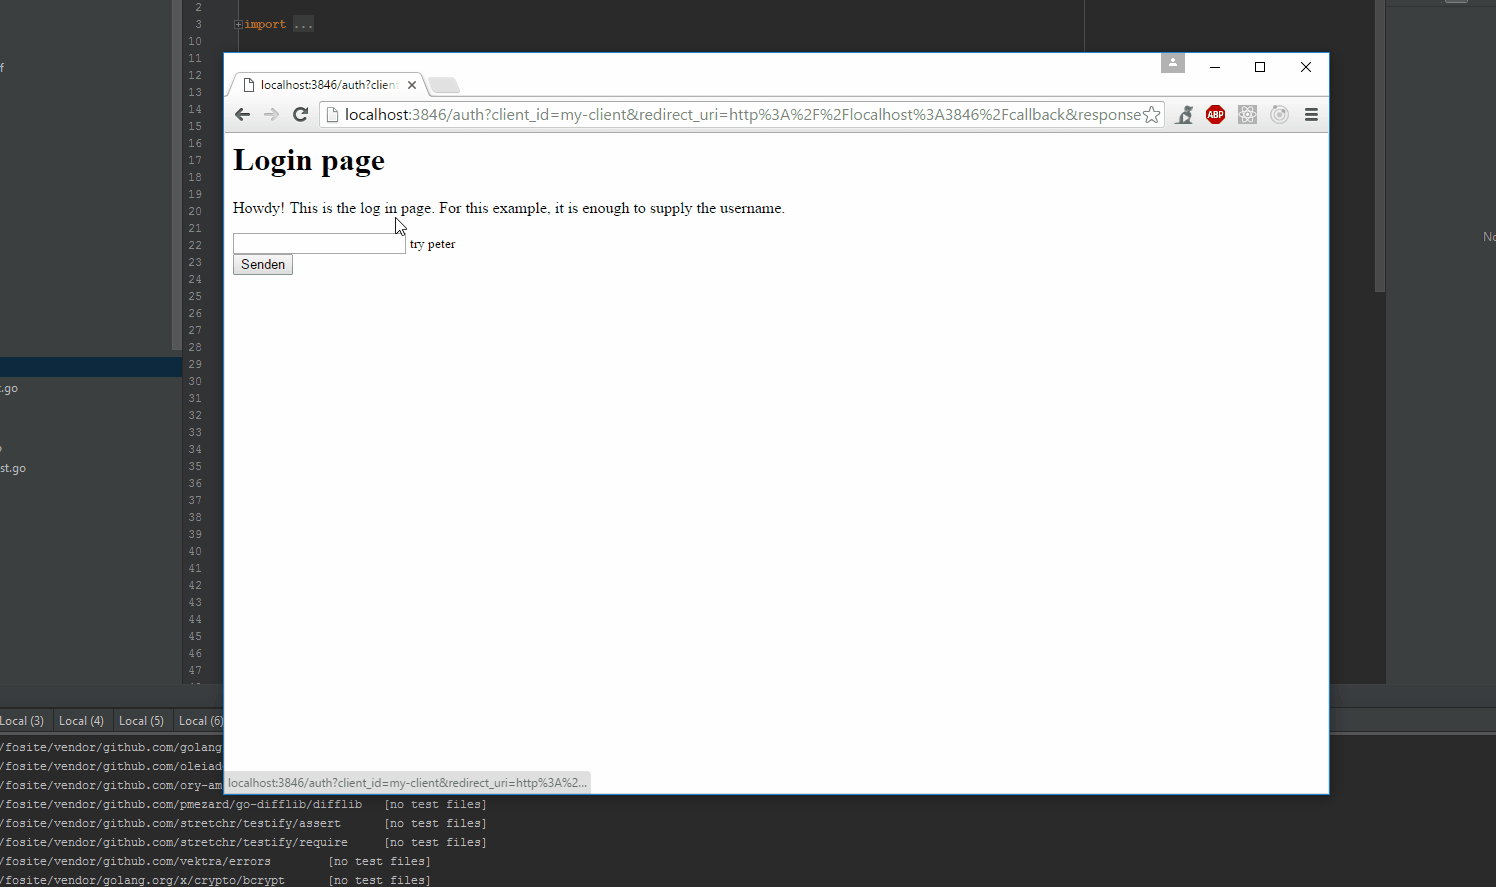 2
3 import ...
10
11
f
12
13
14
15
16
17
18
19
20
21
22
23
24
25
26
27
28
29
30
31
32
33
34
35
36
37
38
39
40
41
42
43
44
45
46
47
.go
st.go
No
localhost:3846/auth?client
localhost:3846/auth?client_id=my-client&redirect_uri=http%3A%2F%2Flocalhost%3A3846%2Fcallback&response
ABP
Login page
Howdy! This is the log in page. For this example, it is enough to supply the username.
try peter
Senden
localhost:3846/auth?client_id=my-client&redirect_uri=http%3A%2...
Local (3) Local (4) Local (5) Local (6)
/fosite/vendor/github.com/golang
/fosite/vendor/github.com/oleiad
/fosite/vendor/github.com/ory-am
/fosite/vendor/github.com/pmezard/go-difflib/difflib [no test files]
/fosite/vendor/github.com/stretchr/testify/assert [no test files]
/fosite/vendor/github.com/stretchr/testify/require [no test files]
/fosite/vendor/github.com/vektra/errors [no test files]
/fosite/vendor/golang.org/x/crypto/bcrypt [no test files]